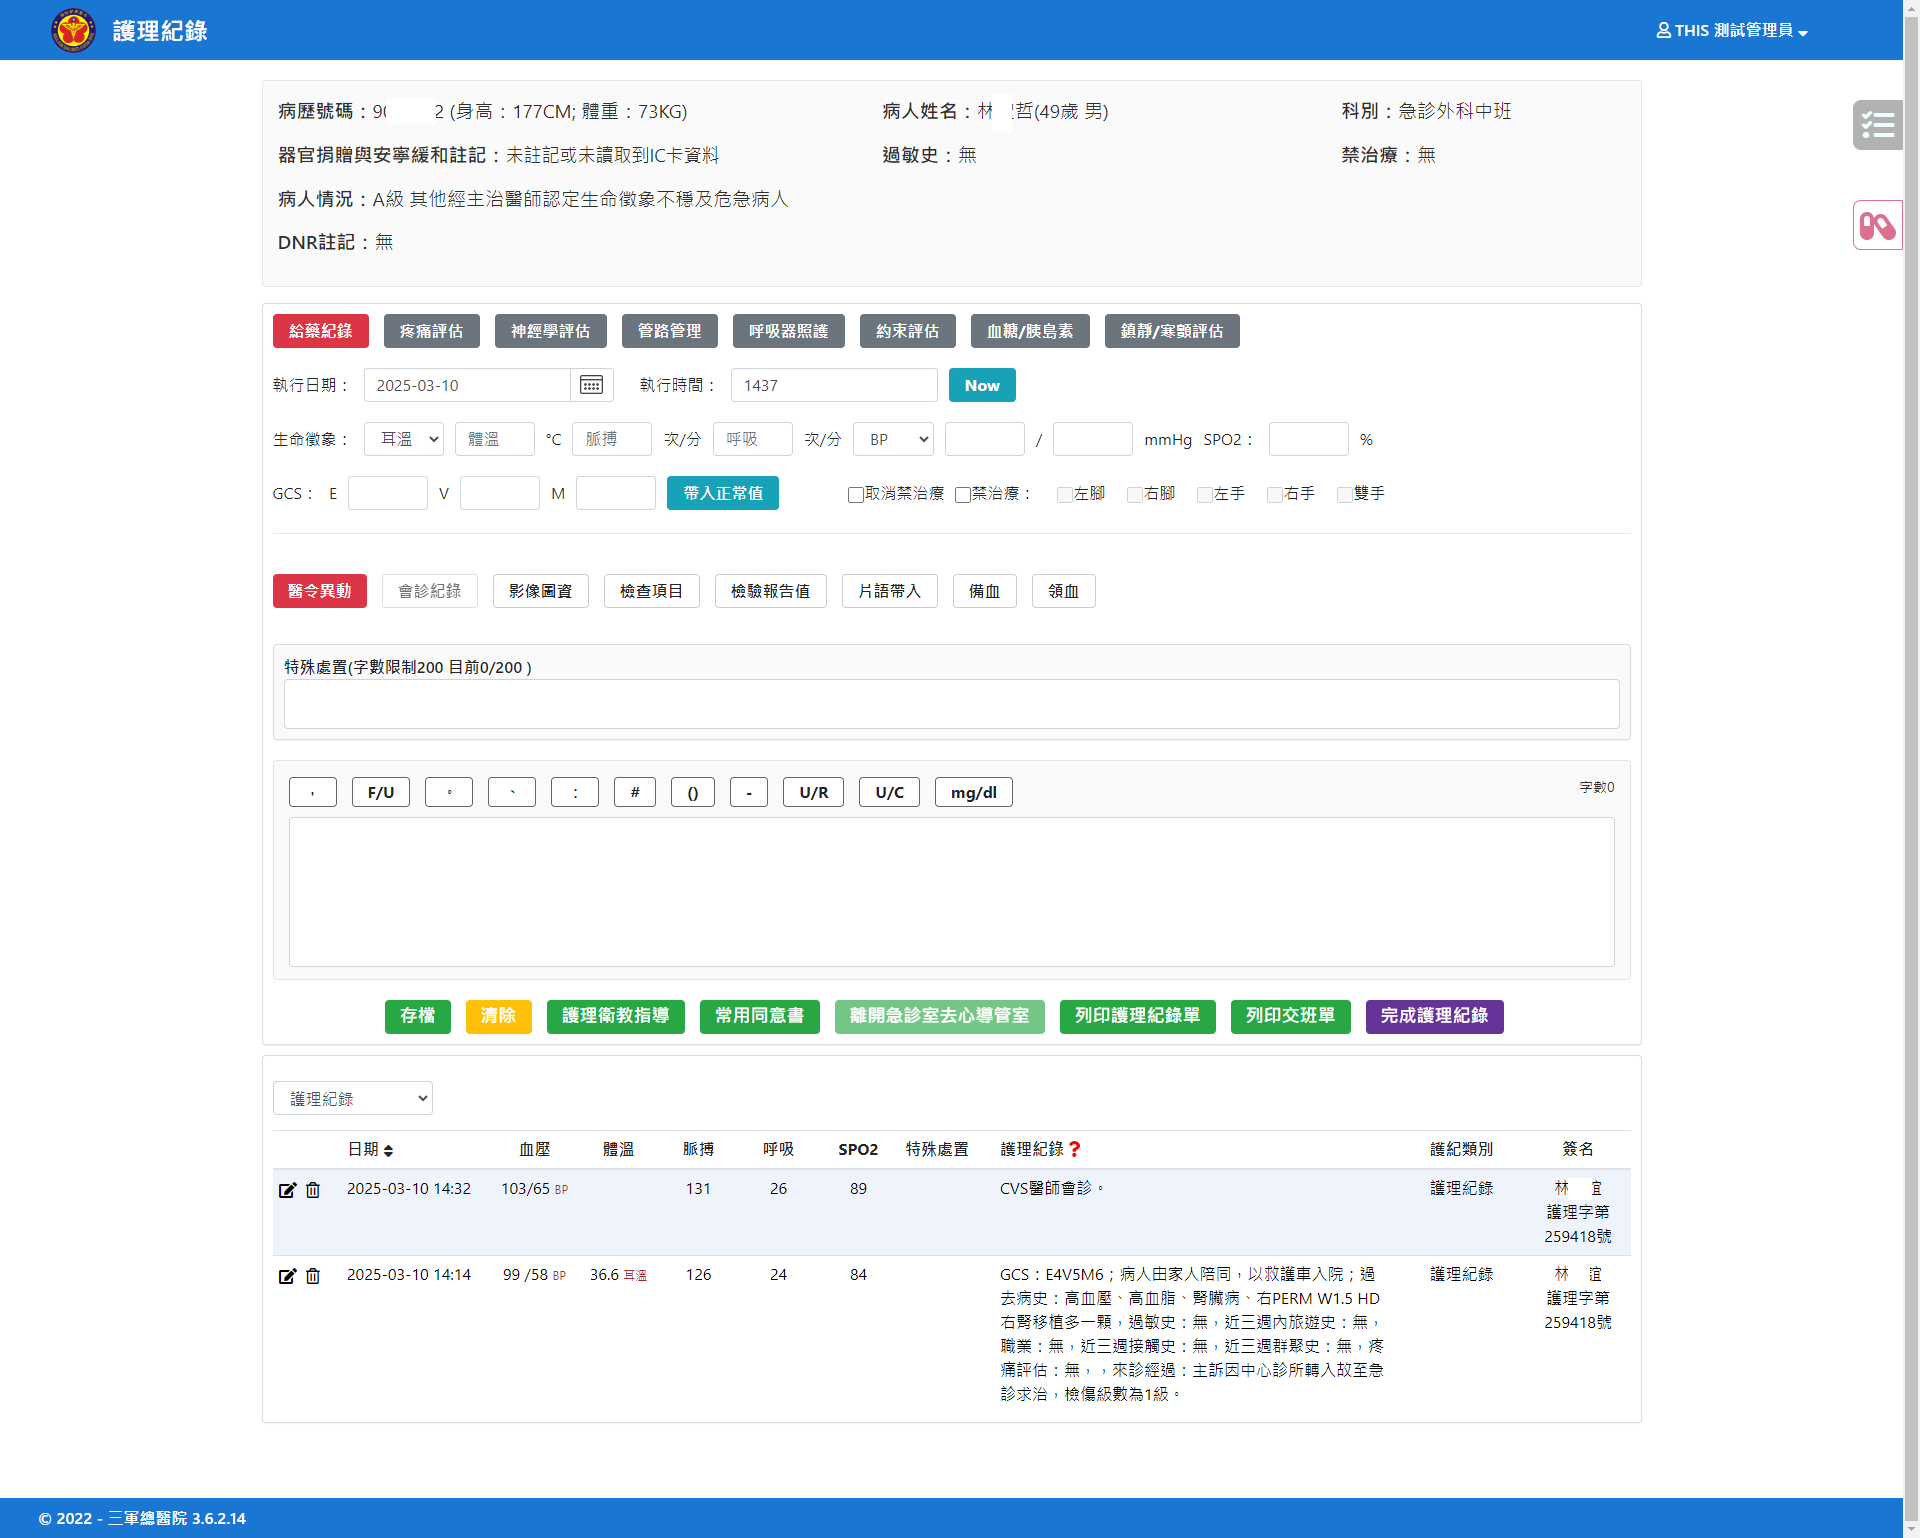 護理紀錄
THIS 測試管理員
病歷號碼：90 2 (身高：177CM; 體重：73KG)
病人姓名：林 哲(49歲 男)
科別：急診外科中班
器官捐贈與安寧緩和註記：未註記或未讀取到IC卡資料
過敏史：無
禁治療：無
病人情況：A級 其他經主治醫師認定生命徵象不穩及危急病人
DNR註記：無
給藥紀錄 疼痛評估 神經學評估 管路管理 呼吸器照護 約束評估 血糖/胰島素 鎮靜/寒顫評估
執行日期： 2025-03-10 執行時間： 1437 Now
生命徵象： 耳溫 體溫 °C 脈搏 次/分 呼吸 次/分 BP / mmHg SPO2： %
GCS： E V M 帶入正常值 取消禁治療 禁治療： 左腳 右腳 左手 右手 雙手
醫令異動 會診紀錄 影像圖資 檢查項目 檢驗報告值 片語帶入 備血 領血
特殊處置(字數限制200 目前0/200 )
， F/U 。 、 : # () - U/R U/C mg/dl 字數0
存檔 清除 護理衛教指導 常用同意書 離開急診室去心導管室 列印護理紀錄單 列印交班單 完成護理紀錄
護理紀錄
日期 血壓 體溫 脈搏 呼吸 SPO2 特殊處置 護理紀錄 ? 護紀類別 簽名
2025-03-10 14:32 103/65 BP 131 26 89 CVS醫師會診。 護理紀錄 林 誼
護理字第
259418號
2025-03-10 14:14 99 /58 BP 36.6 耳溫 126 24 84 GCS：E4V5M6；病人由家人陪同，以救護車入院；過 護理紀錄 林 誼
去病史：高血壓、高血脂、腎臟病、右PERM W1.5 HD 護理字第
右腎移植多一顆，過敏史：無，近三週內旅遊史：無， 259418號
職業：無，近三週接觸史：無，近三週群聚史：無，疼
痛評估：無，，來診經過：主訴因中心診所轉入故至急
診求治，檢傷級數為1級。
© 2022 - 三軍總醫院 3.6.2.14